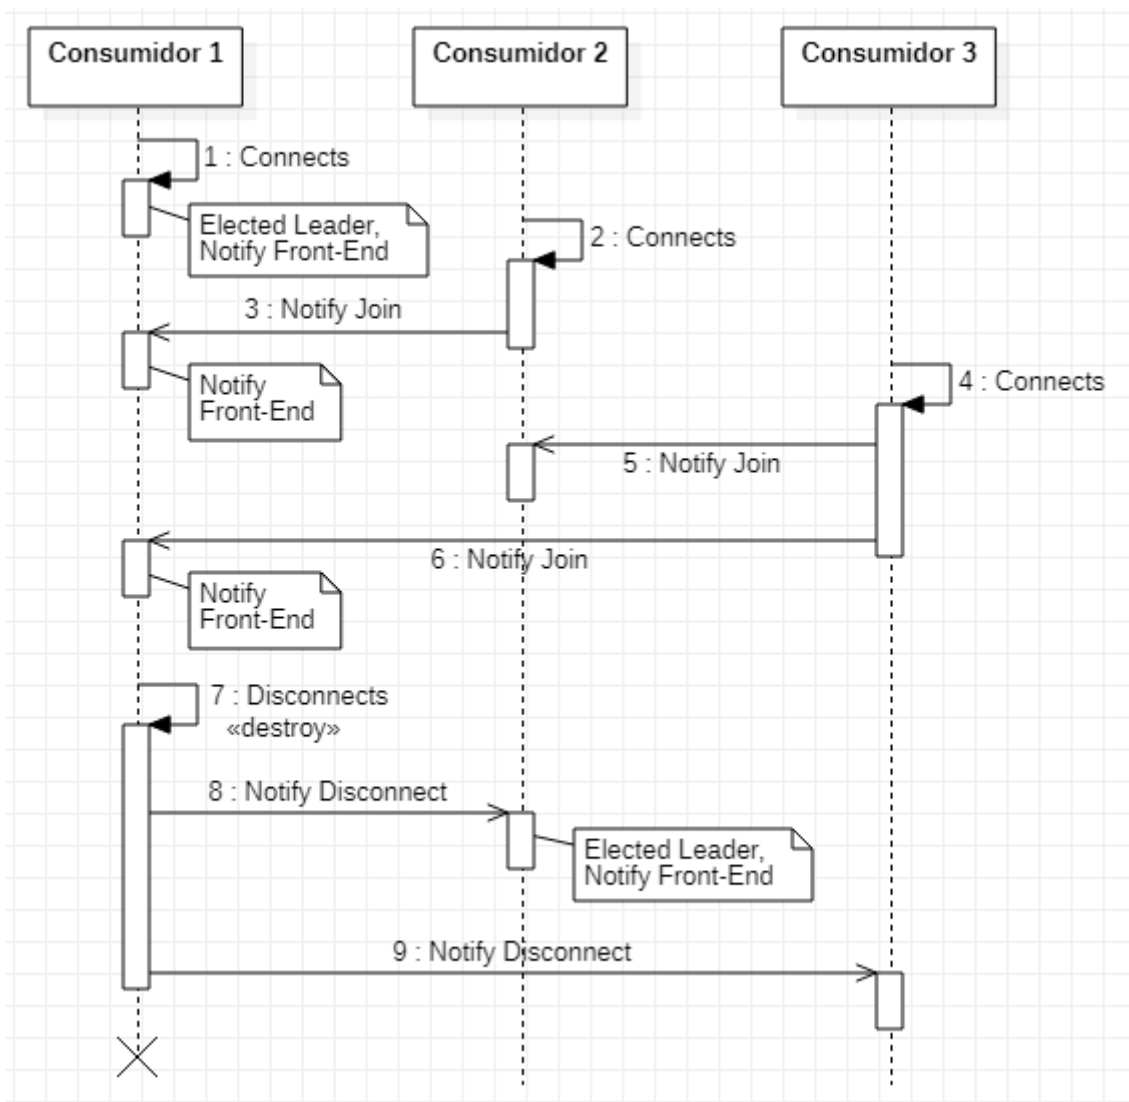 Consumidor 1
Consumidor 2
Consumidor 3
1 : Connects
Elected Leader,
Notify Front-End
2 : Connects
3 : Notify Join
Notify
Front-End
4 : Connects
5 : Notify Join
6 : Notify Join
Notify
Front-End
7 : Disconnects
«destroy»
8 : Notify Disconnect
Elected Leader,
Notify Front-End
9 : Notify Disconnect